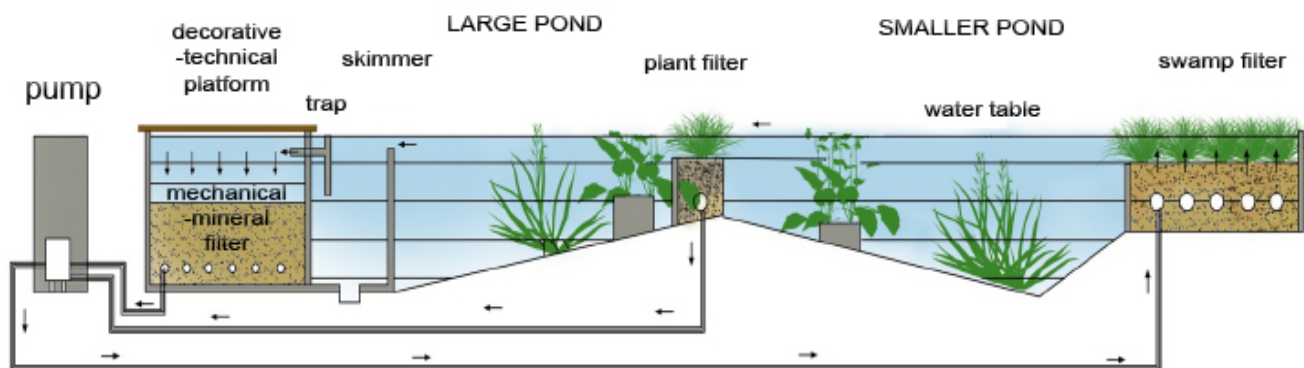 LARGE POND
SMALLER POND
decorative
-technical
platform
skimmer
plant filter
swamp filter
pump
trap
water table
mechanical
-mineral
filter